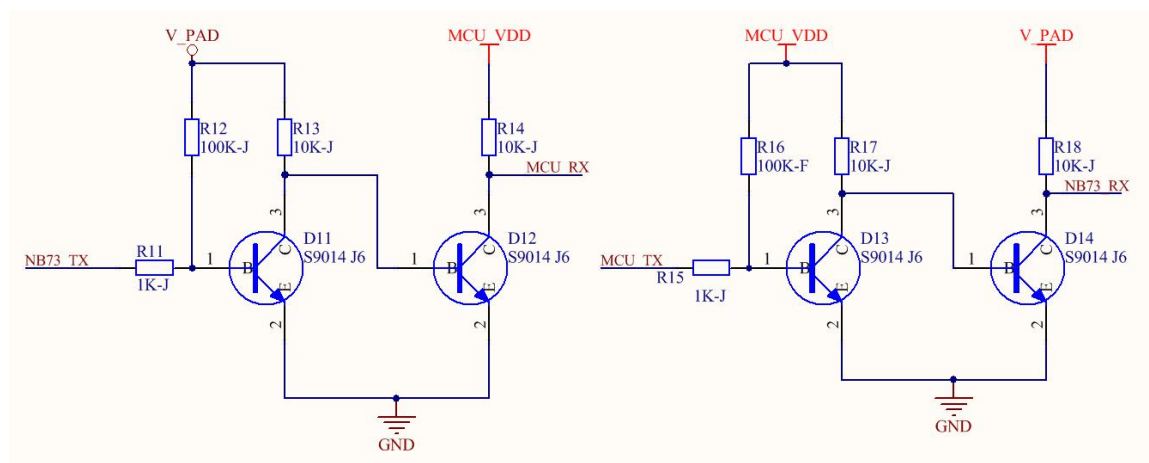 V_PAD
MCU_VDD
MCU_VDD
V_PAD
R12
100K-J
R13
10K-J
R14
10K-J
R16
100K-F
R17
10K-J
R18
10K-J
MCU_RX
NB73_RX
3
3
3
3
D11
S9014 J6
D12
S9014 J6
D13
S9014 J6
D14
S9014 J6
NB73_TX
R11
1K-J
1
B
C
E
1
B
C
E
MCU_TX
R15
1K-J
1
B
C
E
1
B
C
E
2
2
2
2
GND
GND